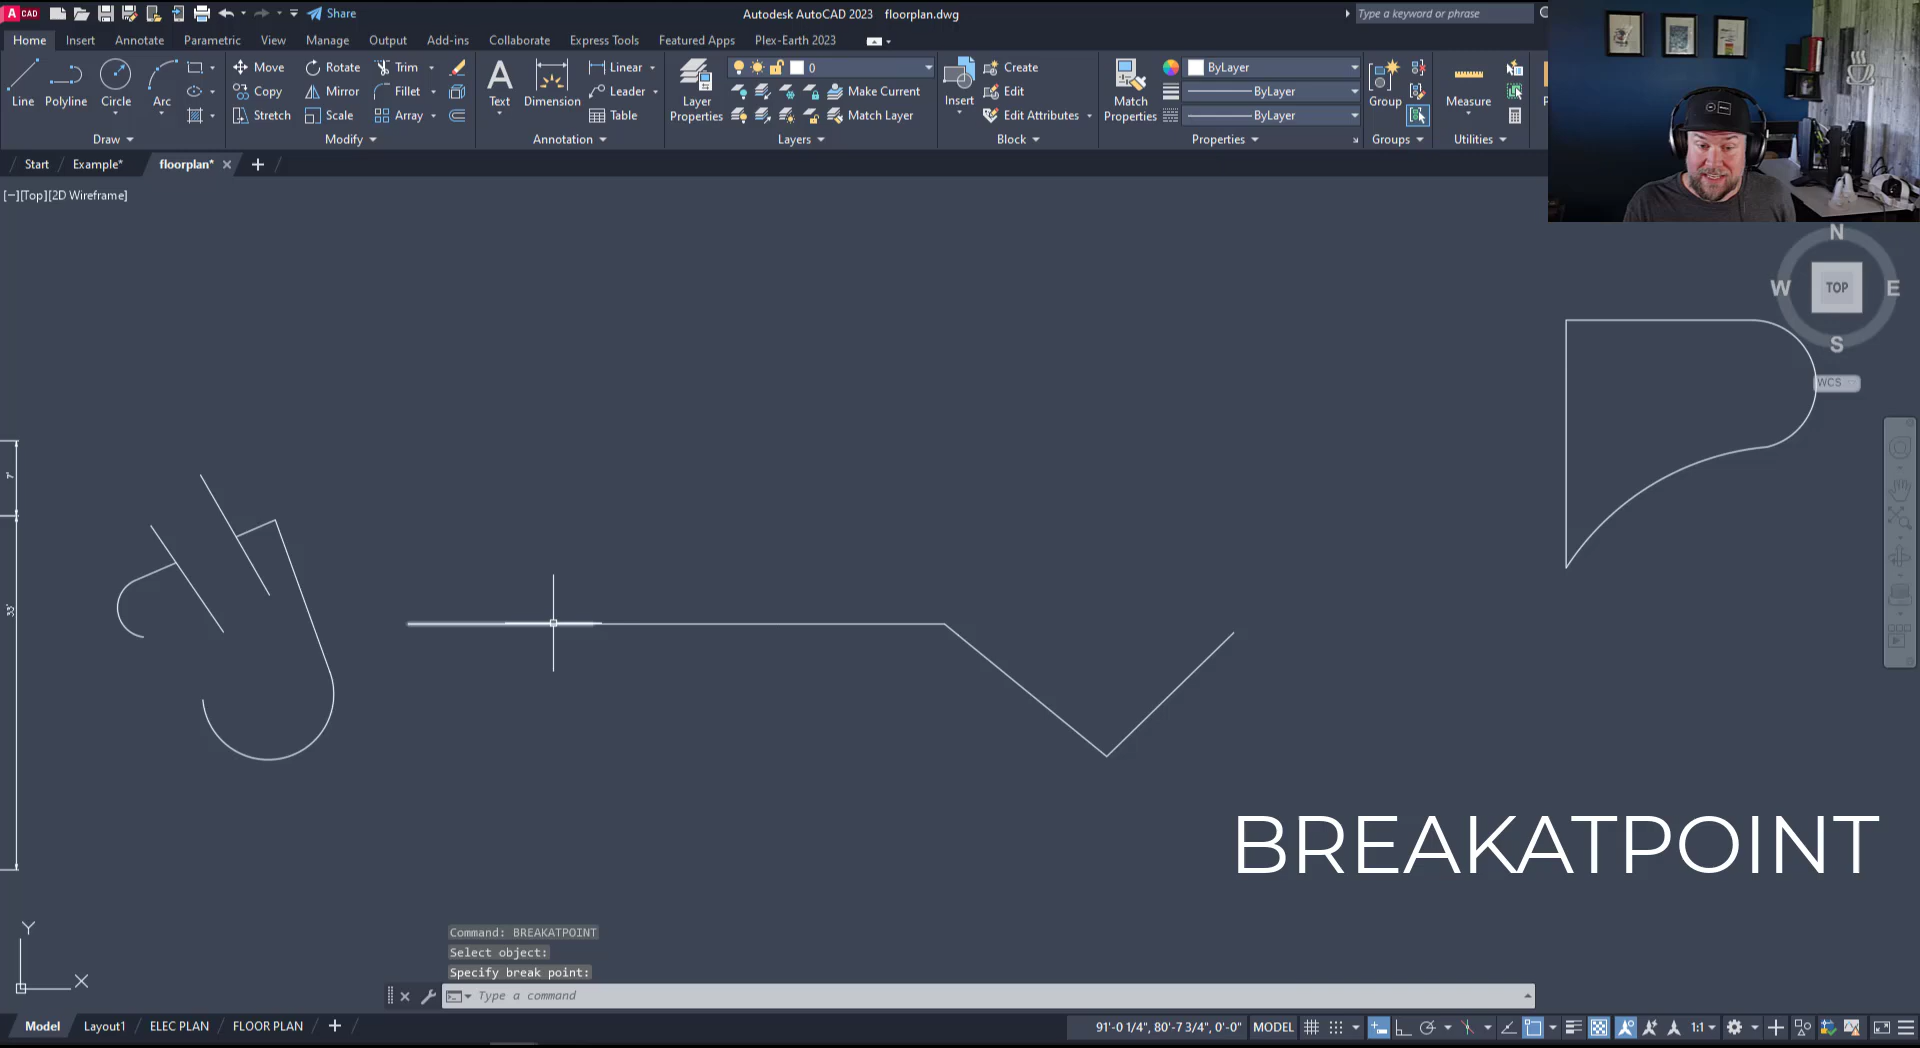 A CAD
Share
Autodesk AutoCAD 2023 floorplan.dwg
Type a keyword or phrase
Home Insert Annotate Parametric View Manage Output Add-ins Collaborate Express Tools Featured Apps Plex-Earth 2023
Line Polyline Circle Arc
Move Rotate Trim
Copy Mirror Fillet
Stretch Scale Array
Text Dimension
Linear
Leader
Table
Layer Properties
0
Make Current
Match Layer
Insert
Create
Edit
Edit Attributes
Match Properties
ByLayer
ByLayer
ByLayer
Group
Measure
Draw Modify Annotation Layers Block Properties Groups Utilities
Start Example* floorplan*
[−][Top][2D Wireframe]
N
W TOP E
S
WCS
7'
33'
BREAKATPOINT
Y
X
Command: BREAKATPOINT
Select object:
Specify break point:
Type a command
Model Layout1 ELEC PLAN FLOOR PLAN
91'-0 1/4", 80'-7 3/4", 0'-0" MODEL 1:1